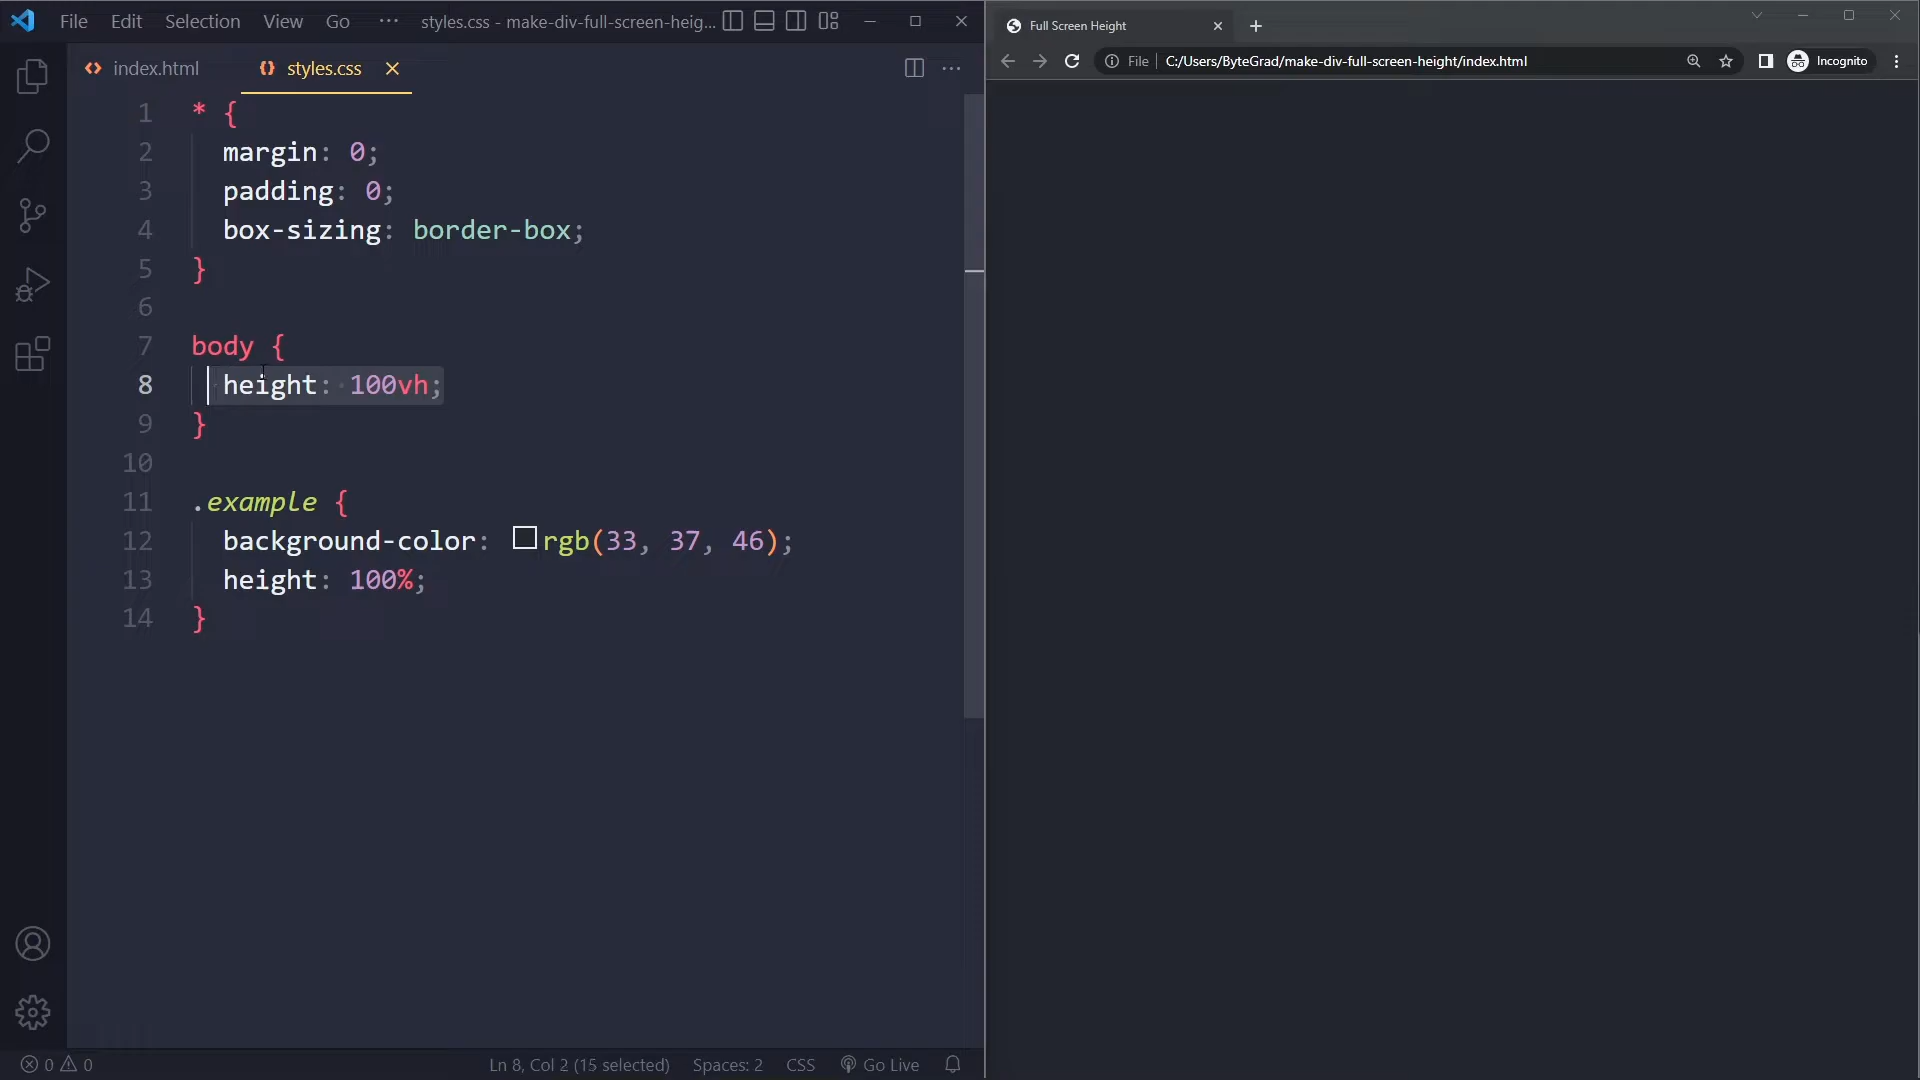 File Edit Selection View Go ··· styles.css - make-div-full-screen-heig...
index.html styles.css
1 * {
2 margin: 0;
3 padding: 0;
4 box-sizing: border-box;
5 }
6
7 body {
8 height: 100vh;
9 }
10
11 .example {
12 background-color: rgb(33, 37, 46);
13 height: 100%;
14 }
0 0 Ln 8, Col 2 (15 selected) Spaces: 2 CSS Go Live
Full Screen Height
File C:/Users/ByteGrad/make-div-full-screen-height/index.html Incognito